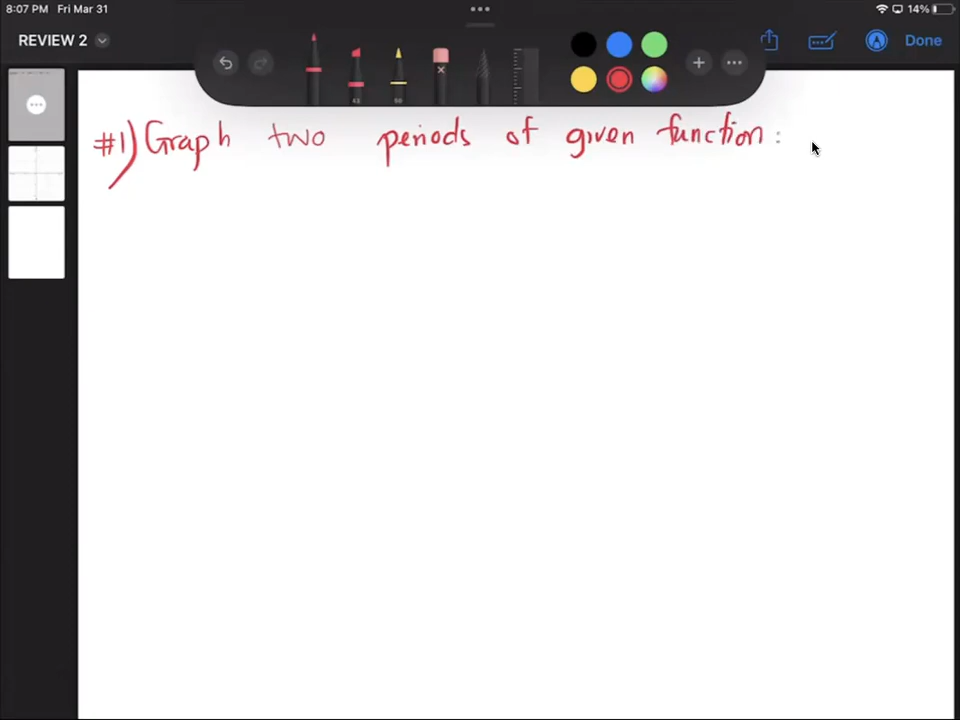 8:07 PM Fri Mar 31
14%
REVIEW 2
Done
#1) Graph two periods of given function :